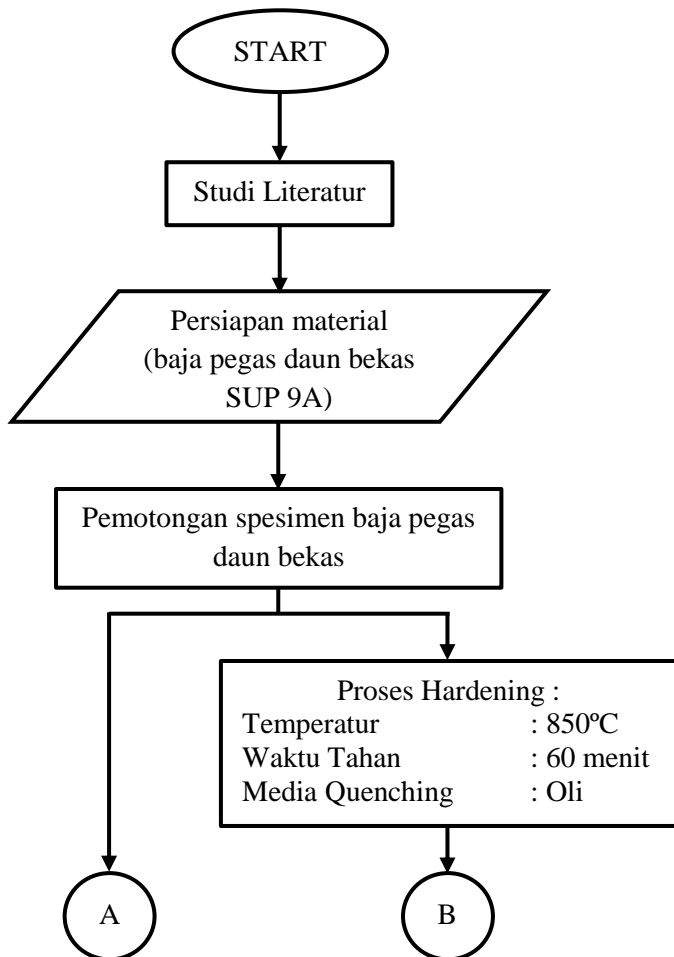 START
Studi Literatur
Persiapan material
(baja pegas daun bekas
SUP 9A)
Pemotongan spesimen baja pegas
daun bekas
Proses Hardening :
Temperatur : 850ºC
Waktu Tahan : 60 menit
Media Quenching : Oli
A
B